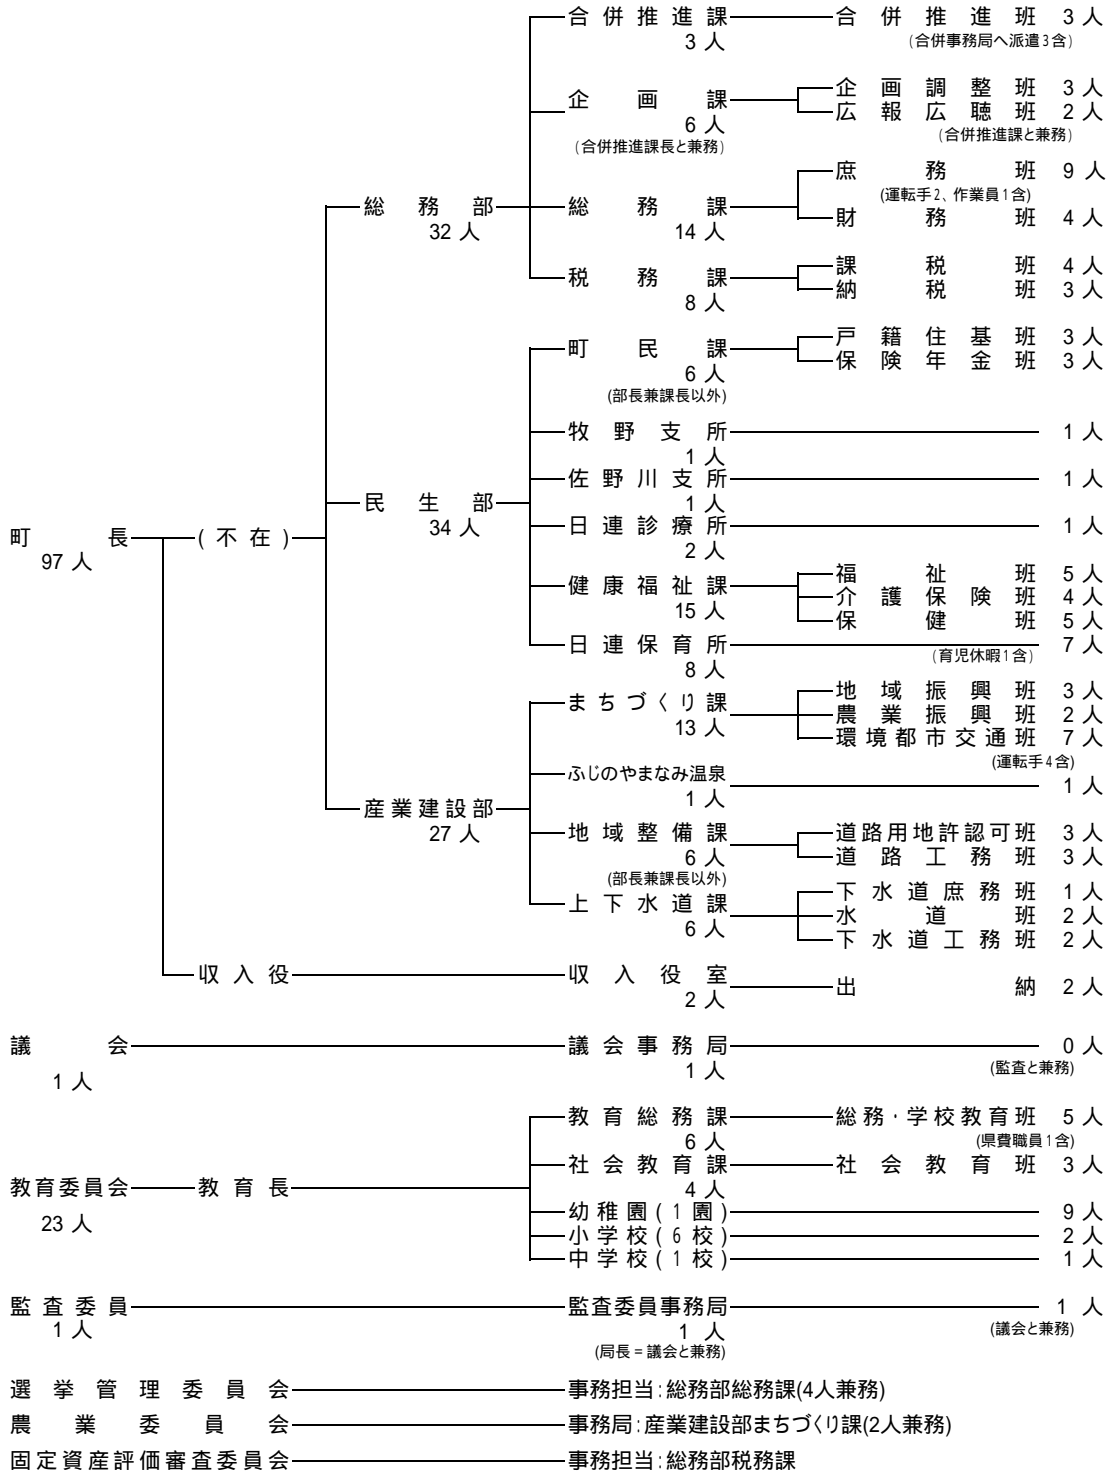 合併推進課 合併推進班 3人
3人 (合併事務局へ派遣3含)
企画課 企画調整班 3人
広報広聴班 2人
6人
(合併推進課長と兼務) (合併推進課と兼務)
庶務班 9人
(運転手2、作業員1含)
総務部 総務課
財務班 4人
32人 14人
税務課 課税班 4人
納税班 3人
8人
町民課 戸籍住基班 3人
保険年金班 3人
6人
(部長兼課長以外)
牧野支所 1人
1人
佐野川支所 1人
民生部 1人
34人
町長 (不在) 日連診療所 1人
97人 2人
福祉班 5人
健康福祉課 介護保険班 4人
15人 保健班 5人
日連保育所 7人
8人 (育児休暇1含)
まちづくり課 地域振興班 3人
農業振興班 2人
13人 環境都市交通班 7人
(運転手4含)
ふじのやまなみ温泉 1人
1人
産業建設部
27人
地域整備課 道路用地許認可班 3人
6人 道路工務班 3人
(部長兼課長以外)
上下水道課 下水道庶務班 1人
水道班 2人
6人 下水道工務班 2人
収入役 収入役室 出納 2人
2人
議会 議会事務局 0人
1人 1人 (監査と兼務)
教育総務課 総務・学校教育班 5人
6人 (県費職員1含)
社会教育課 社会教育班 3人
教育委員会 教育長 4人
23人 幼稚園(1園) 9人
小学校(6校) 2人
中学校(1校) 1人
監査委員 監査委員事務局 1人
1人 1人 (議会と兼務)
(局長=議会と兼務)
選挙管理委員会 事務担当:総務部総務課(4人兼務)
農業委員会 事務局:産業建設部まちづくり課(2人兼務)
固定資産評価審査委員会 事務担当:総務部税務課